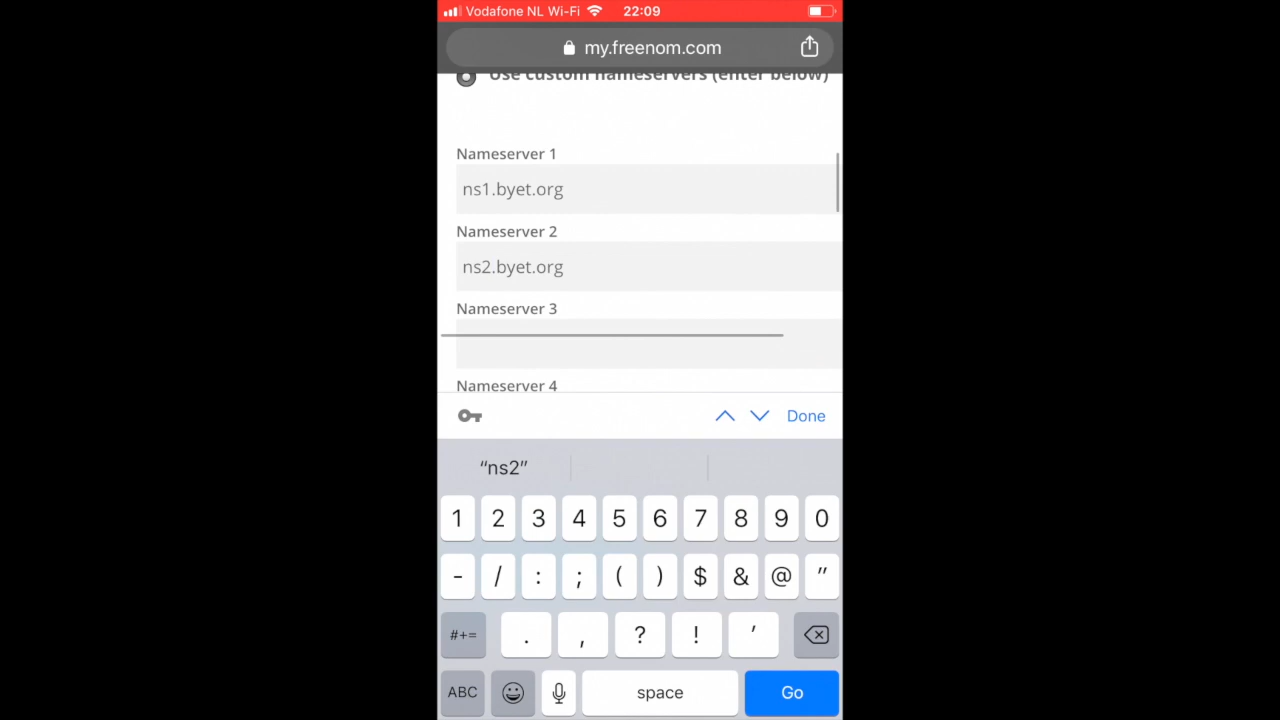 Vodafone NL Wi-Fi 22:09
my.freenom.com
Use custom nameservers (enter below)
Nameserver 1
ns1.byet.org
Nameserver 2
ns2.byet.org
Nameserver 3
Nameserver 4
Done
“ns2”
1 2 3 4 5 6 7 8 9 0
- / : ; ( ) $ & @ "
#+= . , ? ! '
ABC space Go